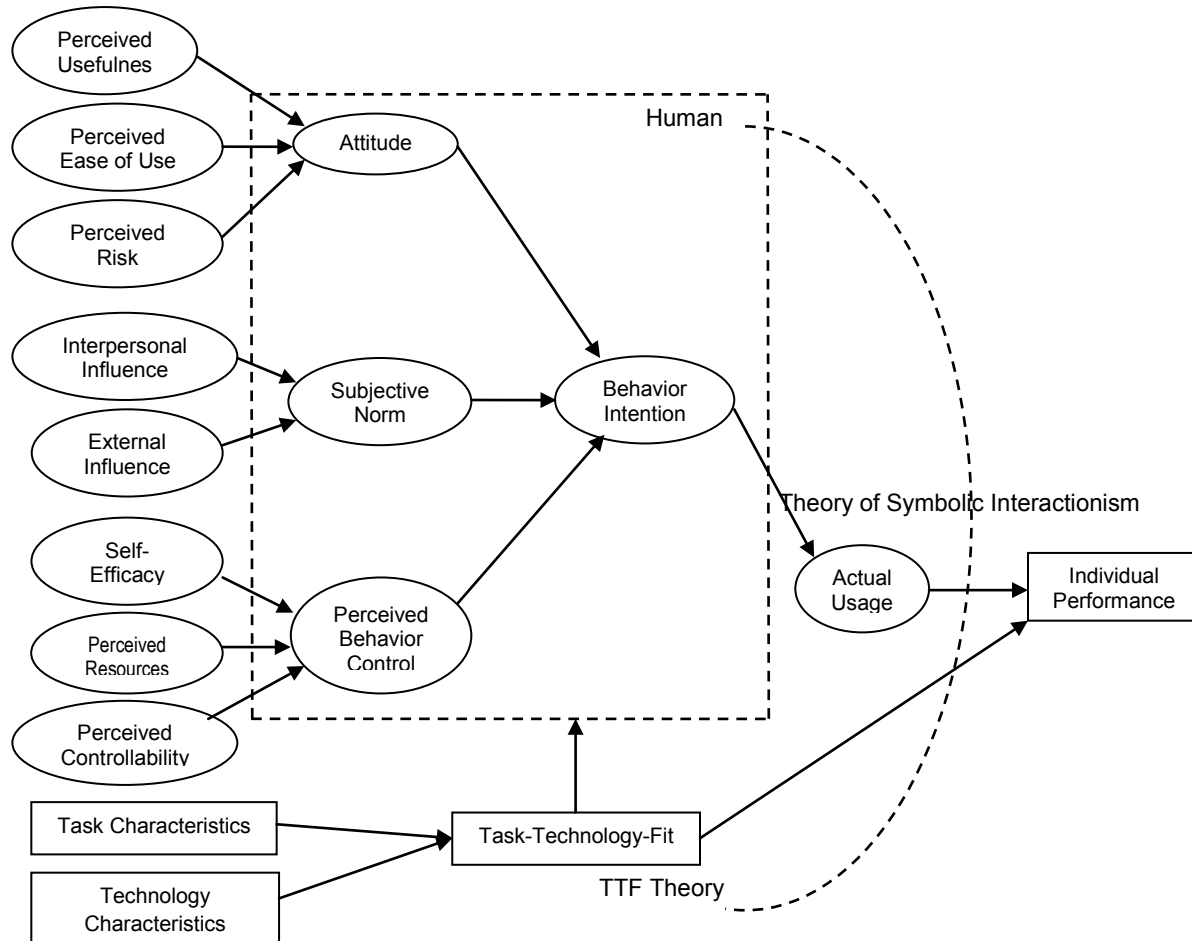 Perceived
Usefulnes
Human
Perceived
Ease of Use
Attitude
Perceived
Risk
Interpersonal
Influence
Subjective
Norm
Behavior
Intention
External
Influence
Theory of Symbolic Interactionism
Self-
Efficacy
Actual
Usage
Individual
Performance
Perceived
Behavior
Control
Perceived
Resources
Perceived
Controllability
Task Characteristics
Task-Technology-Fit
TTF Theory
Technology
Characteristics